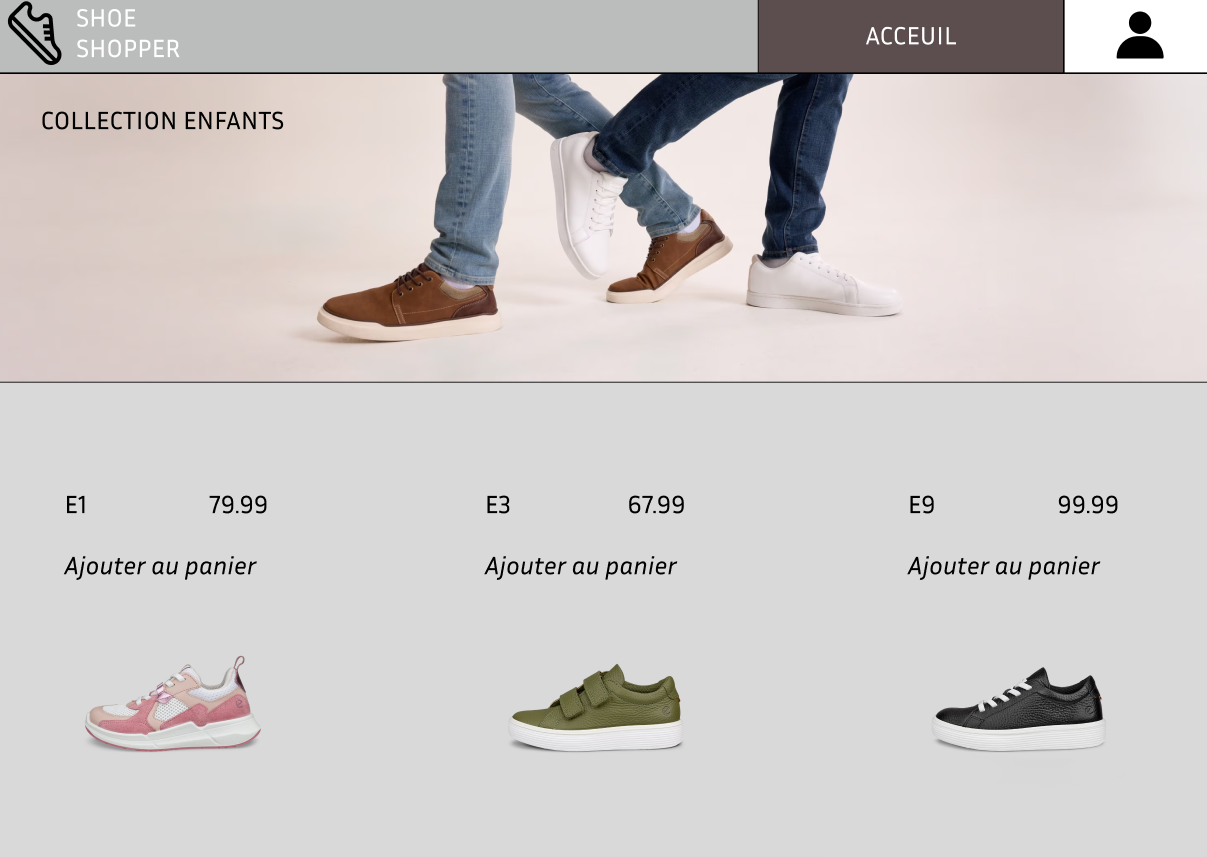 SHOE
SHOPPER
ACCEUIL
COLLECTION ENFANTS
E1 79.99
E3 67.99
E9 99.99
Ajouter au panier
Ajouter au panier
Ajouter au panier